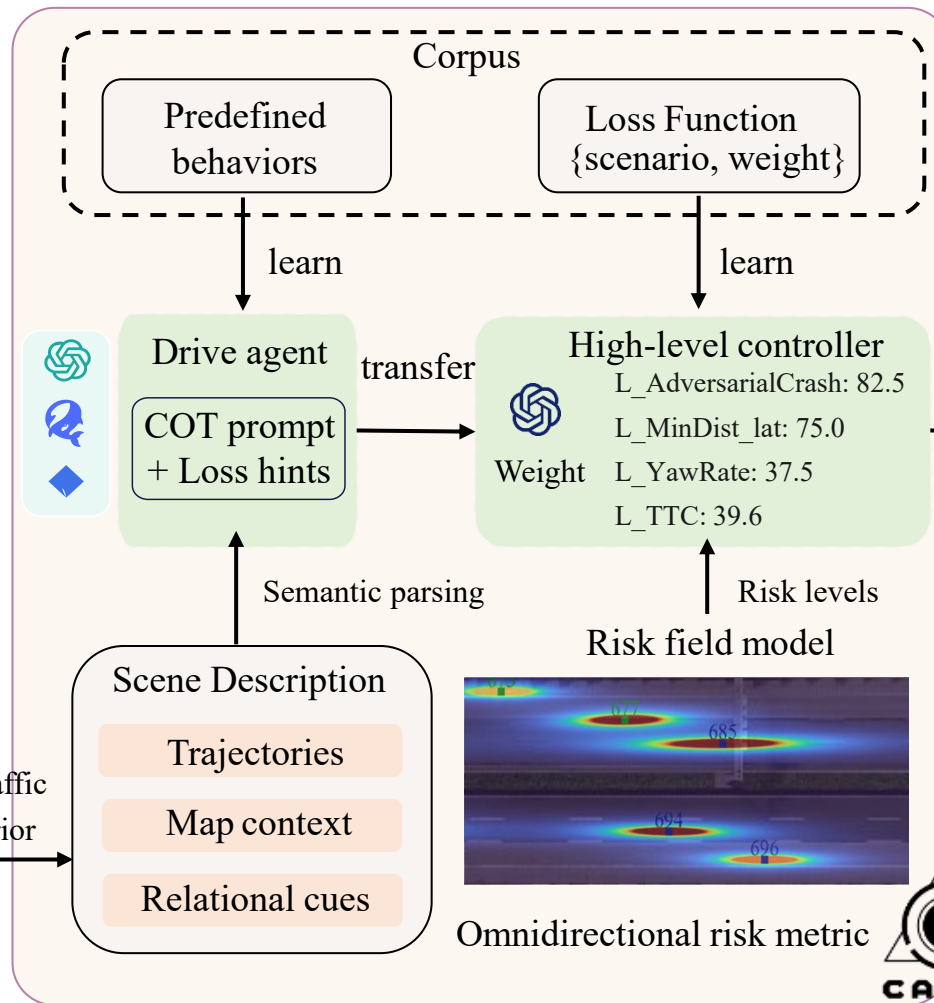 Corpus
Predefined
behaviors
Loss Function
{scenario, weight}
learn
learn
Drive agent
COT prompt
+ Loss hints
transfer
High-level controller
Weight
L_AdversarialCrash: 82.5
L_MinDist_lat: 75.0
L_YawRate: 37.5
L_TTC: 39.6
Semantic parsing
Risk levels
Risk field model
Scene Description
Trajectories
Map context
Relational cues
677
685
694
696
Omnidirectional risk metric